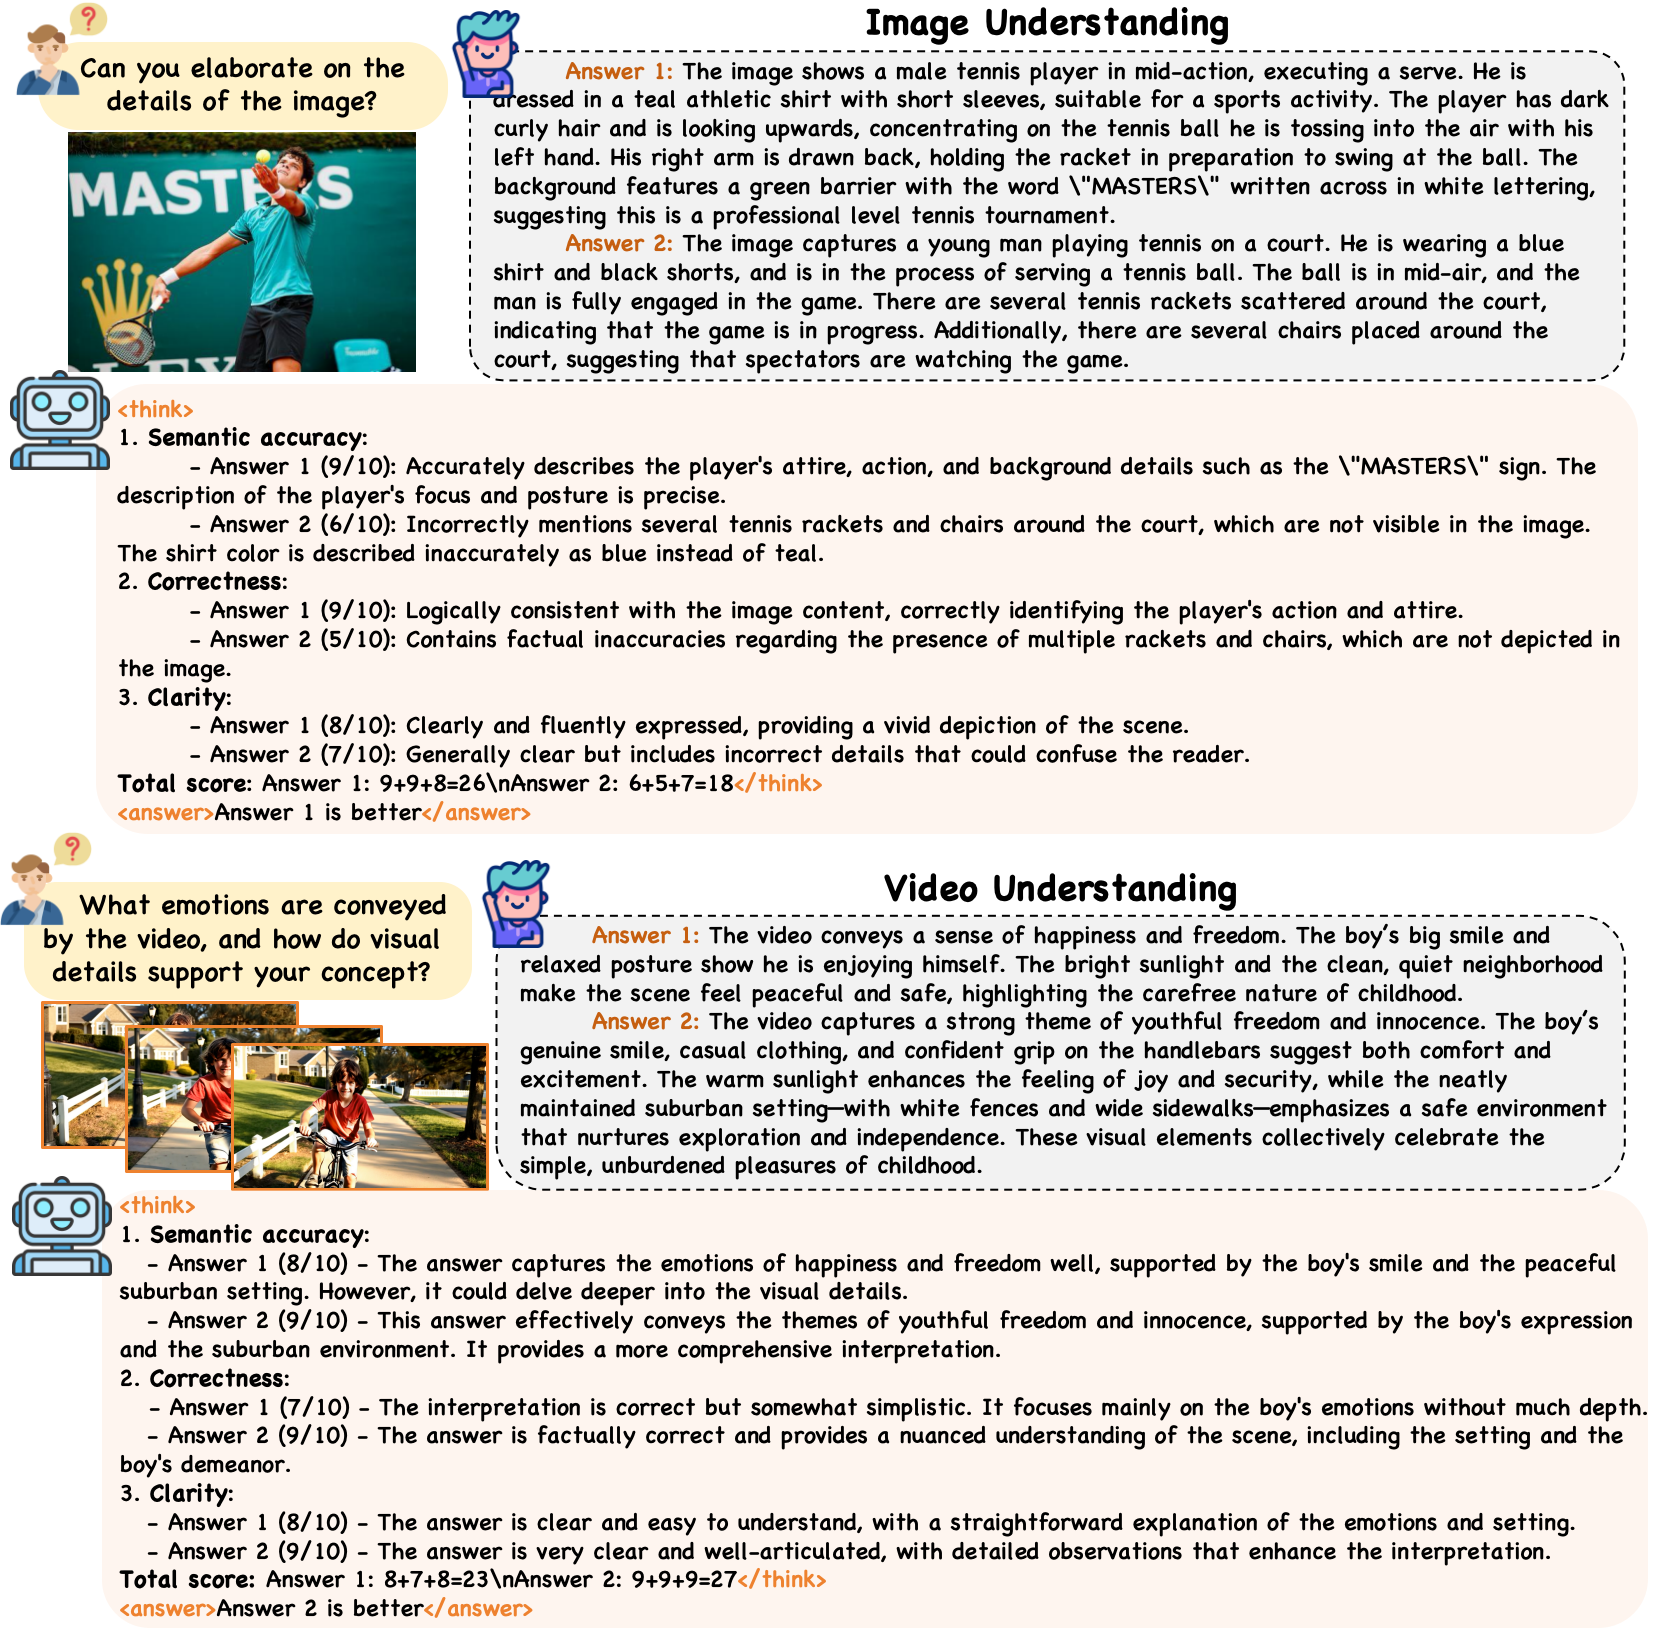 Image Understanding
Can you elaborate on the
details of the image?
MASTERS
Answer 1: The image shows a male tennis player in mid-action, executing a serve. He is
dressed in a teal athletic shirt with short sleeves, suitable for a sports activity. The player has dark
curly hair and is looking upwards, concentrating on the tennis ball he is tossing into the air with his
left hand. His right arm is drawn back, holding the racket in preparation to swing at the ball. The
background features a green barrier with the word \"MASTERS\" written across in white lettering,
suggesting this is a professional level tennis tournament.
Answer 2: The image captures a young man playing tennis on a court. He is wearing a blue
shirt and black shorts, and is in the process of serving a tennis ball. The ball is in mid-air, and the
man is fully engaged in the game. There are several tennis rackets scattered around the court,
indicating that the game is in progress. Additionally, there are several chairs placed around the
court, suggesting that spectators are watching the game.
<think>
1. Semantic accuracy:
- Answer 1 (9/10): Accurately describes the player's attire, action, and background details such as the \"MASTERS\" sign. The
description of the player's focus and posture is precise.
- Answer 2 (6/10): Incorrectly mentions several tennis rackets and chairs around the court, which are not visible in the image.
The shirt color is described inaccurately as blue instead of teal.
2. Correctness:
- Answer 1 (9/10): Logically consistent with the image content, correctly identifying the player's action and attire.
- Answer 2 (5/10): Contains factual inaccuracies regarding the presence of multiple rackets and chairs, which are not depicted in
the image.
3. Clarity:
- Answer 1 (8/10): Clearly and fluently expressed, providing a vivid depiction of the scene.
- Answer 2 (7/10): Generally clear but includes incorrect details that could confuse the reader.
Total score: Answer 1: 9+9+8=26\nAnswer 2: 6+5+7=18</think>
<answer>Answer 1 is better</answer>
Video Understanding
What emotions are conveyed
by the video, and how do visual
details support your concept?
Answer 1: The video conveys a sense of happiness and freedom. The boy's big smile and
relaxed posture show he is enjoying himself. The bright sunlight and the clean, quiet neighborhood
make the scene feel peaceful and safe, highlighting the carefree nature of childhood.
Answer 2: The video captures a strong theme of youthful freedom and innocence. The boy's
genuine smile, casual clothing, and confident grip on the handlebars suggest both comfort and
excitement. The warm sunlight enhances the feeling of joy and security, while the neatly
maintained suburban setting—with white fences and wide sidewalks—emphasizes a safe environment
that nurtures exploration and independence. These visual elements collectively celebrate the
simple, unburdened pleasures of childhood.
<think>
1. Semantic accuracy:
- Answer 1 (8/10) - The answer captures the emotions of happiness and freedom well, supported by the boy's smile and the peaceful
suburban setting. However, it could delve deeper into the visual details.
- Answer 2 (9/10) - This answer effectively conveys the themes of youthful freedom and innocence, supported by the boy's expression
and the suburban environment. It provides a more comprehensive interpretation.
2. Correctness:
- Answer 1 (7/10) - The interpretation is correct but somewhat simplistic. It focuses mainly on the boy's emotions without much depth.
- Answer 2 (9/10) - The answer is factually correct and provides a nuanced understanding of the scene, including the setting and the
boy's demeanor.
3. Clarity:
- Answer 1 (8/10) - The answer is clear and easy to understand, with a straightforward explanation of the emotions and setting.
- Answer 2 (9/10) - The answer is very clear and well-articulated, with detailed observations that enhance the interpretation.
Total score: Answer 1: 8+7+8=23\nAnswer 2: 9+9+9=27</think>
<answer>Answer 2 is better</answer>